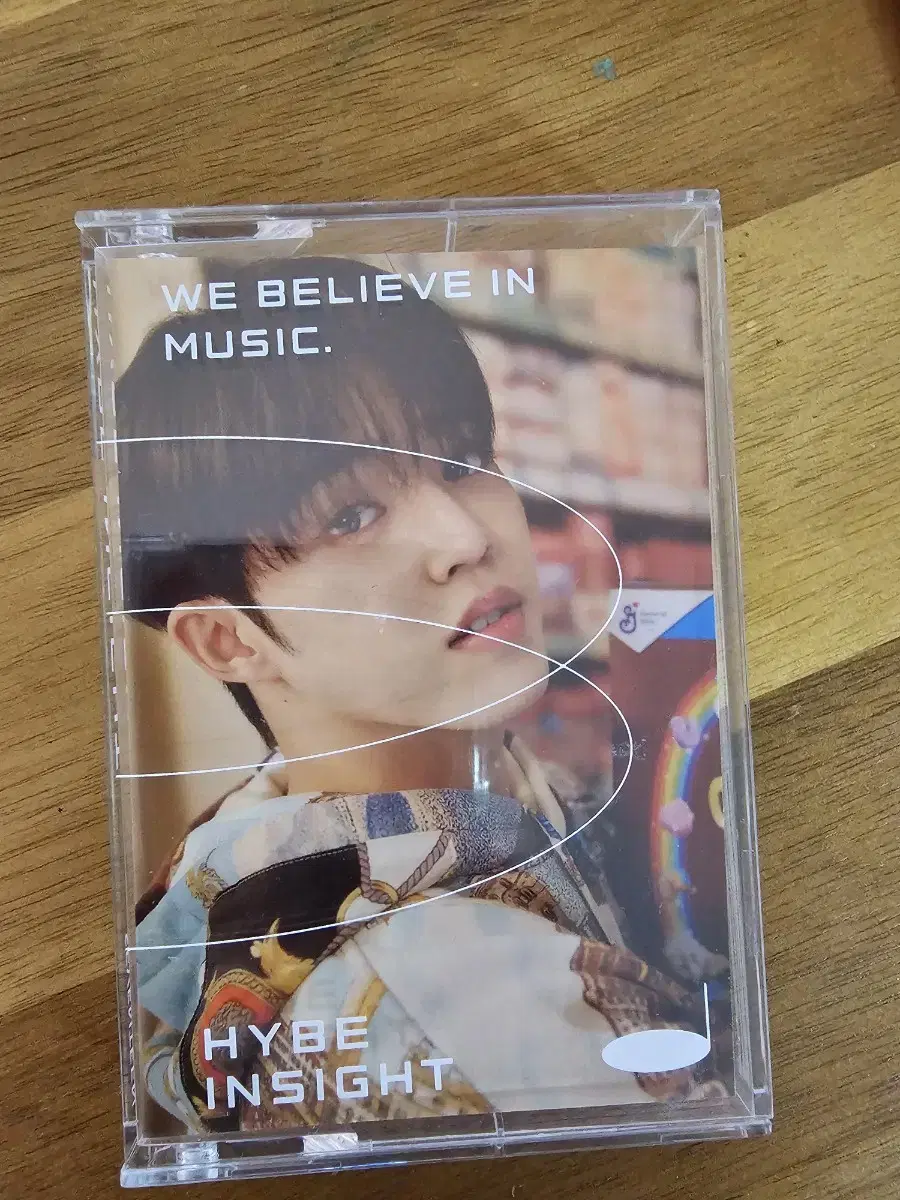 WE BELIEVE IN
MUSIC.
HYBE
INSIGHT